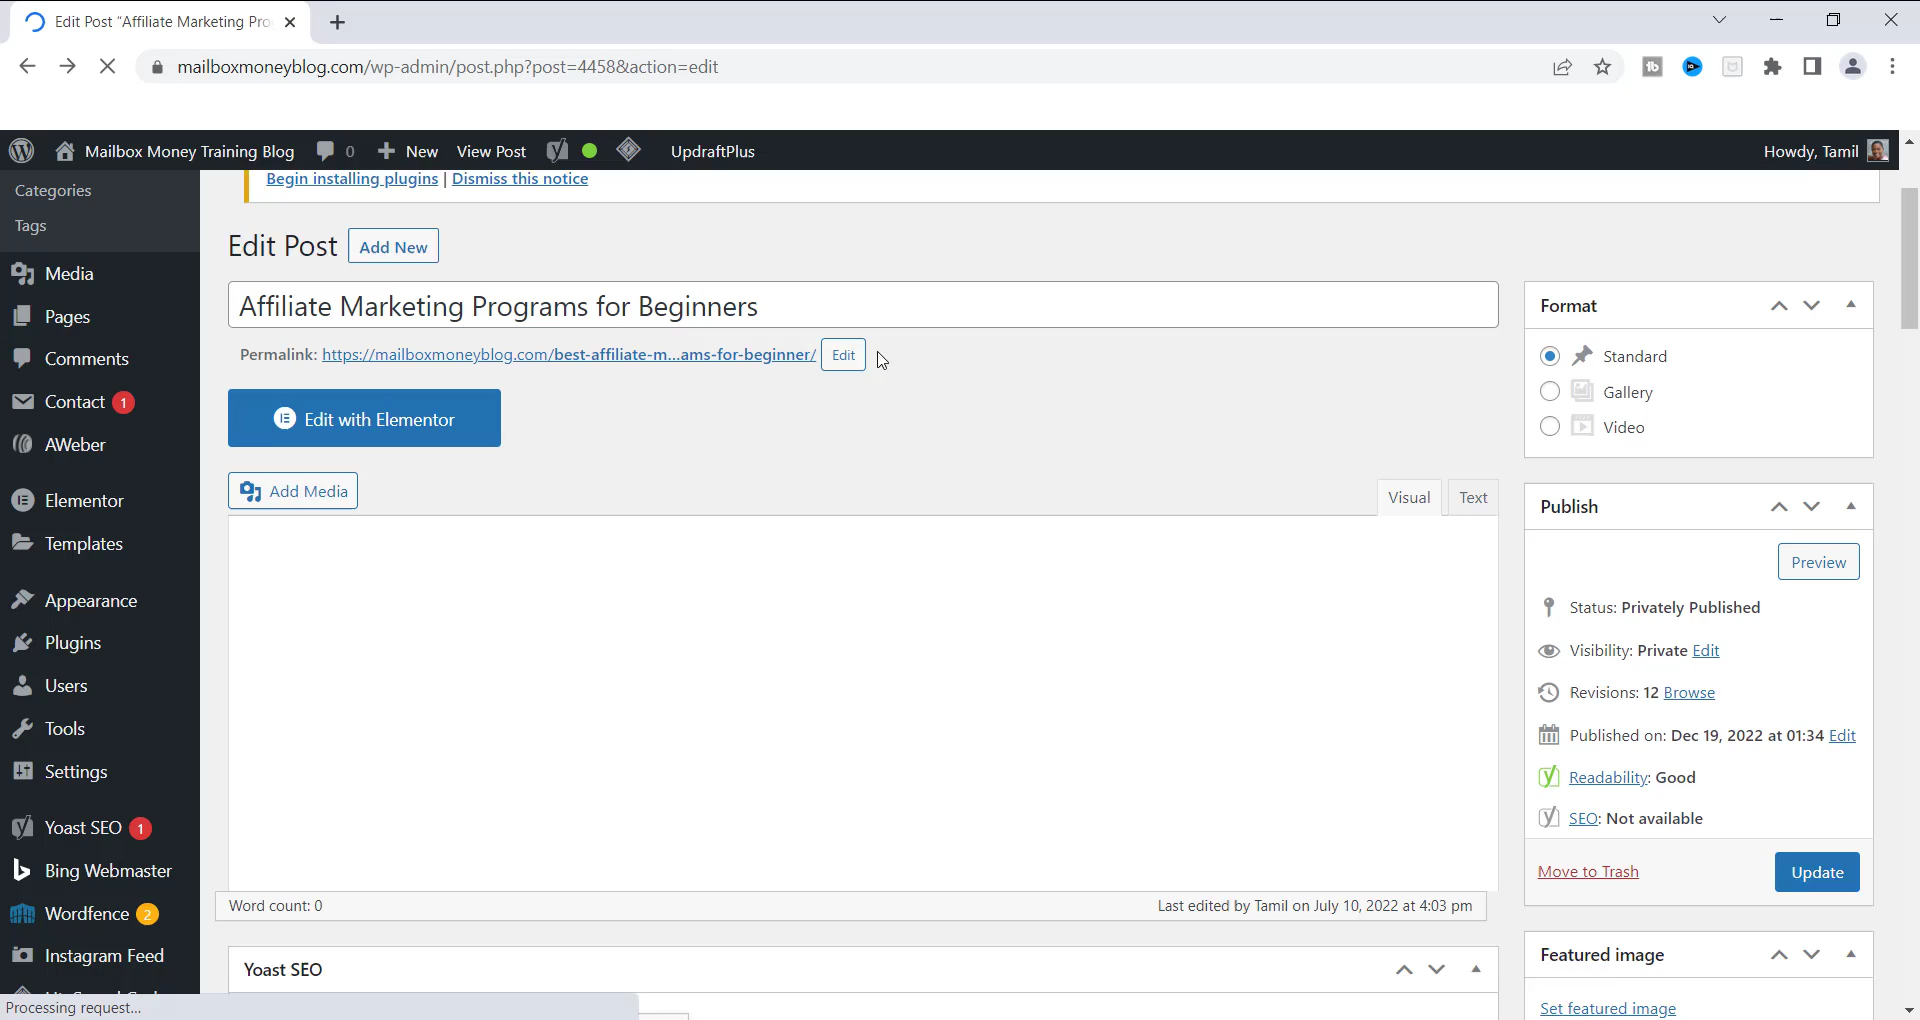 Edit Post "Affiliate Marketing Pro
mailboxmoneyblog.com/wp-admin/post.php?post=4458&action=edit
Mailbox Money Training Blog
0
New
View Post
UpdraftPlus
Howdy, Tamil
Categories
Tags
Media
Pages
Comments
Contact 1
AWeber
Elementor
Templates
Appearance
Plugins
Users
Tools
Settings
Yoast SEO 1
Bing Webmaster
Wordfence 2
Instagram Feed
Processing request...
Begin installing plugins | Dismiss this notice
Edit Post
Add New
Affiliate Marketing Programs for Beginners
Permalink: https://mailboxmoneyblog.com/best-affiliate-m...ams-for-beginner/ Edit
Edit with Elementor
Add Media
Visual
Text
Word count: 0
Last edited by Tamil on July 10, 2022 at 4:03 pm
Yoast SEO
Format
Standard
Gallery
Video
Publish
Preview
Status: Privately Published
Visibility: Private Edit
Revisions: 12 Browse
Published on: Dec 19, 2022 at 01:34 Edit
Readability: Good
SEO: Not available
Move to Trash
Update
Featured image
Set featured image